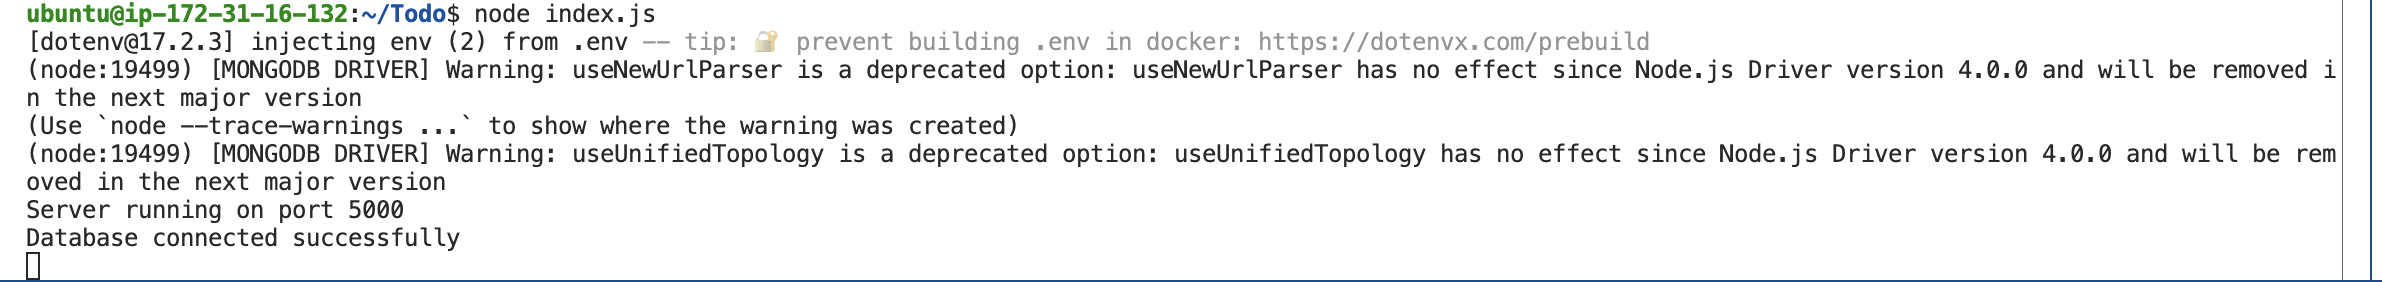 ubuntu@ip-172-31-16-132:~/Todo$ node index.js
[dotenv@17.2.3] injecting env (2) from .env -- tip: 🔐 prevent building .env in docker: https://dotenvx.com/prebuild
(node:19499) [MONGODB DRIVER] Warning: useNewUrlParser is a deprecated option: useNewUrlParser has no effect since Node.js Driver version 4.0.0 and will be removed i
n the next major version
(Use `node --trace-warnings ...` to show where the warning was created)
(node:19499) [MONGODB DRIVER] Warning: useUnifiedTopology is a deprecated option: useUnifiedTopology has no effect since Node.js Driver version 4.0.0 and will be rem
oved in the next major version
Server running on port 5000
Database connected successfully